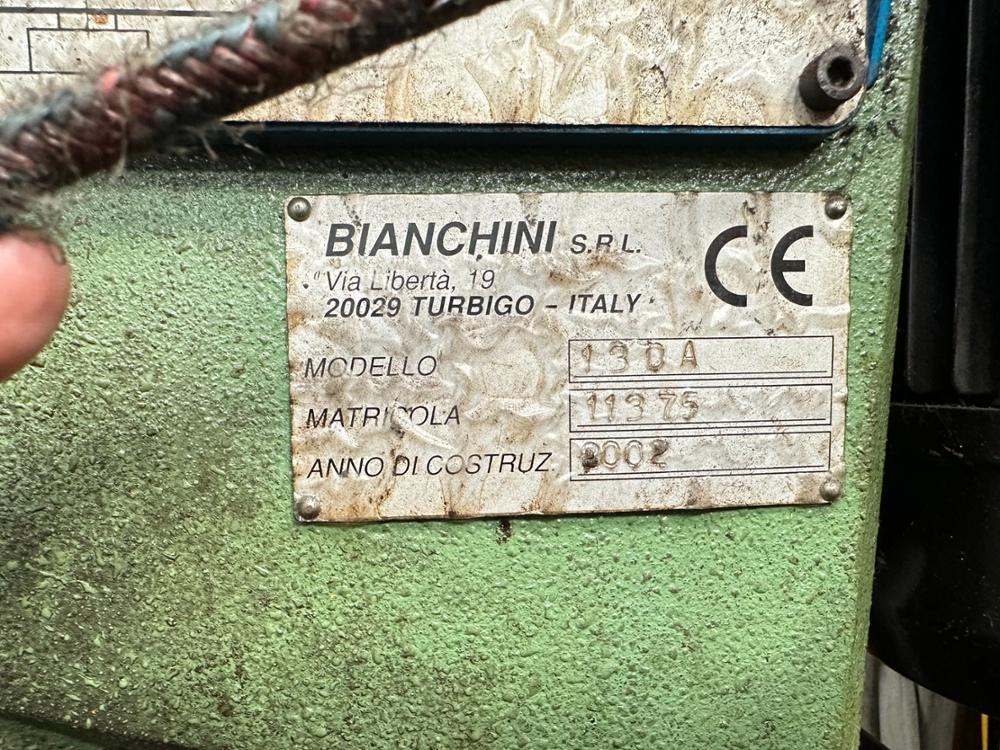 BIANCHINI S.R.L.
CE
Via Libertà, 19
20029 TURBIGO - ITALY
MODELLO 130A
MATRICOLA 11375
ANNO DI COSTRUZ. 2002